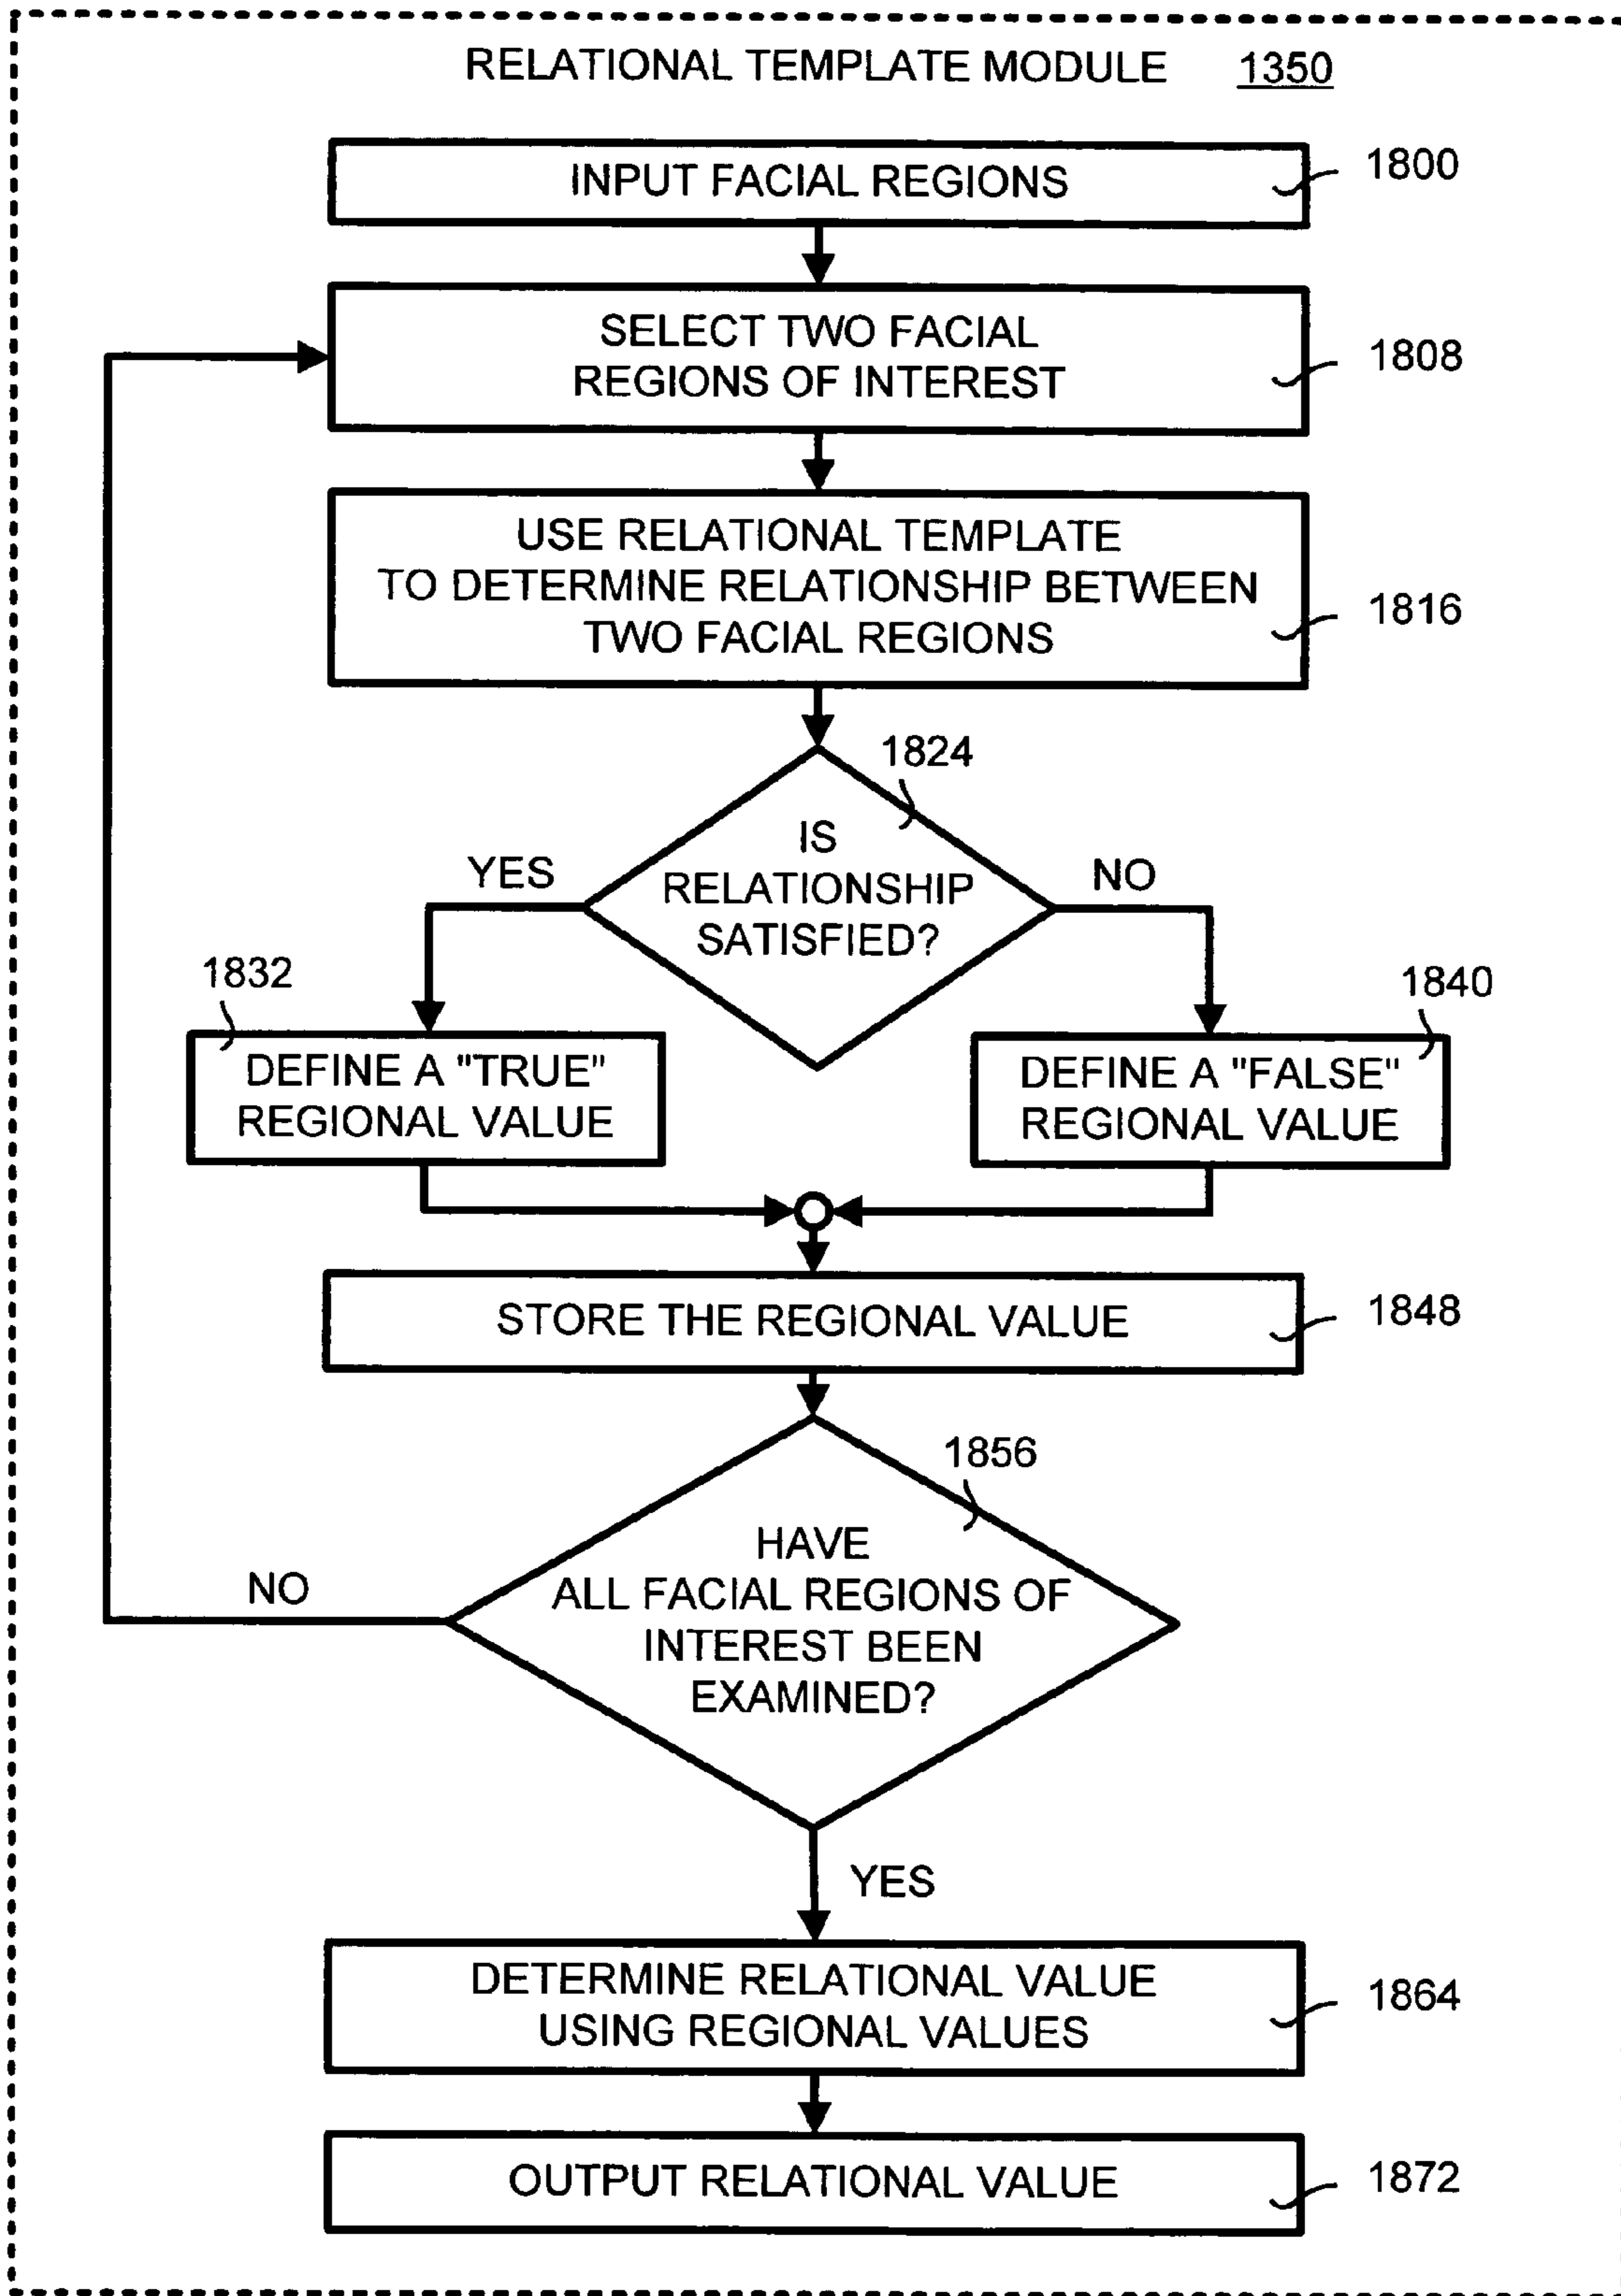 RELATIONAL TEMPLATE MODULE 1350
INPUT FACIAL REGIONS
1800
SELECT TWO FACIAL
REGIONS OF INTEREST
1808
USE RELATIONAL TEMPLATE
TO DETERMINE RELATIONSHIP BETWEEN
TWO FACIAL REGIONS
1816
1824
IS
RELATIONSHIP
SATISFIED?
YES
NO
1832
DEFINE A "TRUE"
REGIONAL VALUE
1840
DEFINE A "FALSE"
REGIONAL VALUE
STORE THE REGIONAL VALUE
1848
1856
HAVE
ALL FACIAL REGIONS OF
INTEREST BEEN
EXAMINED?
NO
YES
DETERMINE RELATIONAL VALUE
USING REGIONAL VALUES
1864
OUTPUT RELATIONAL VALUE
1872